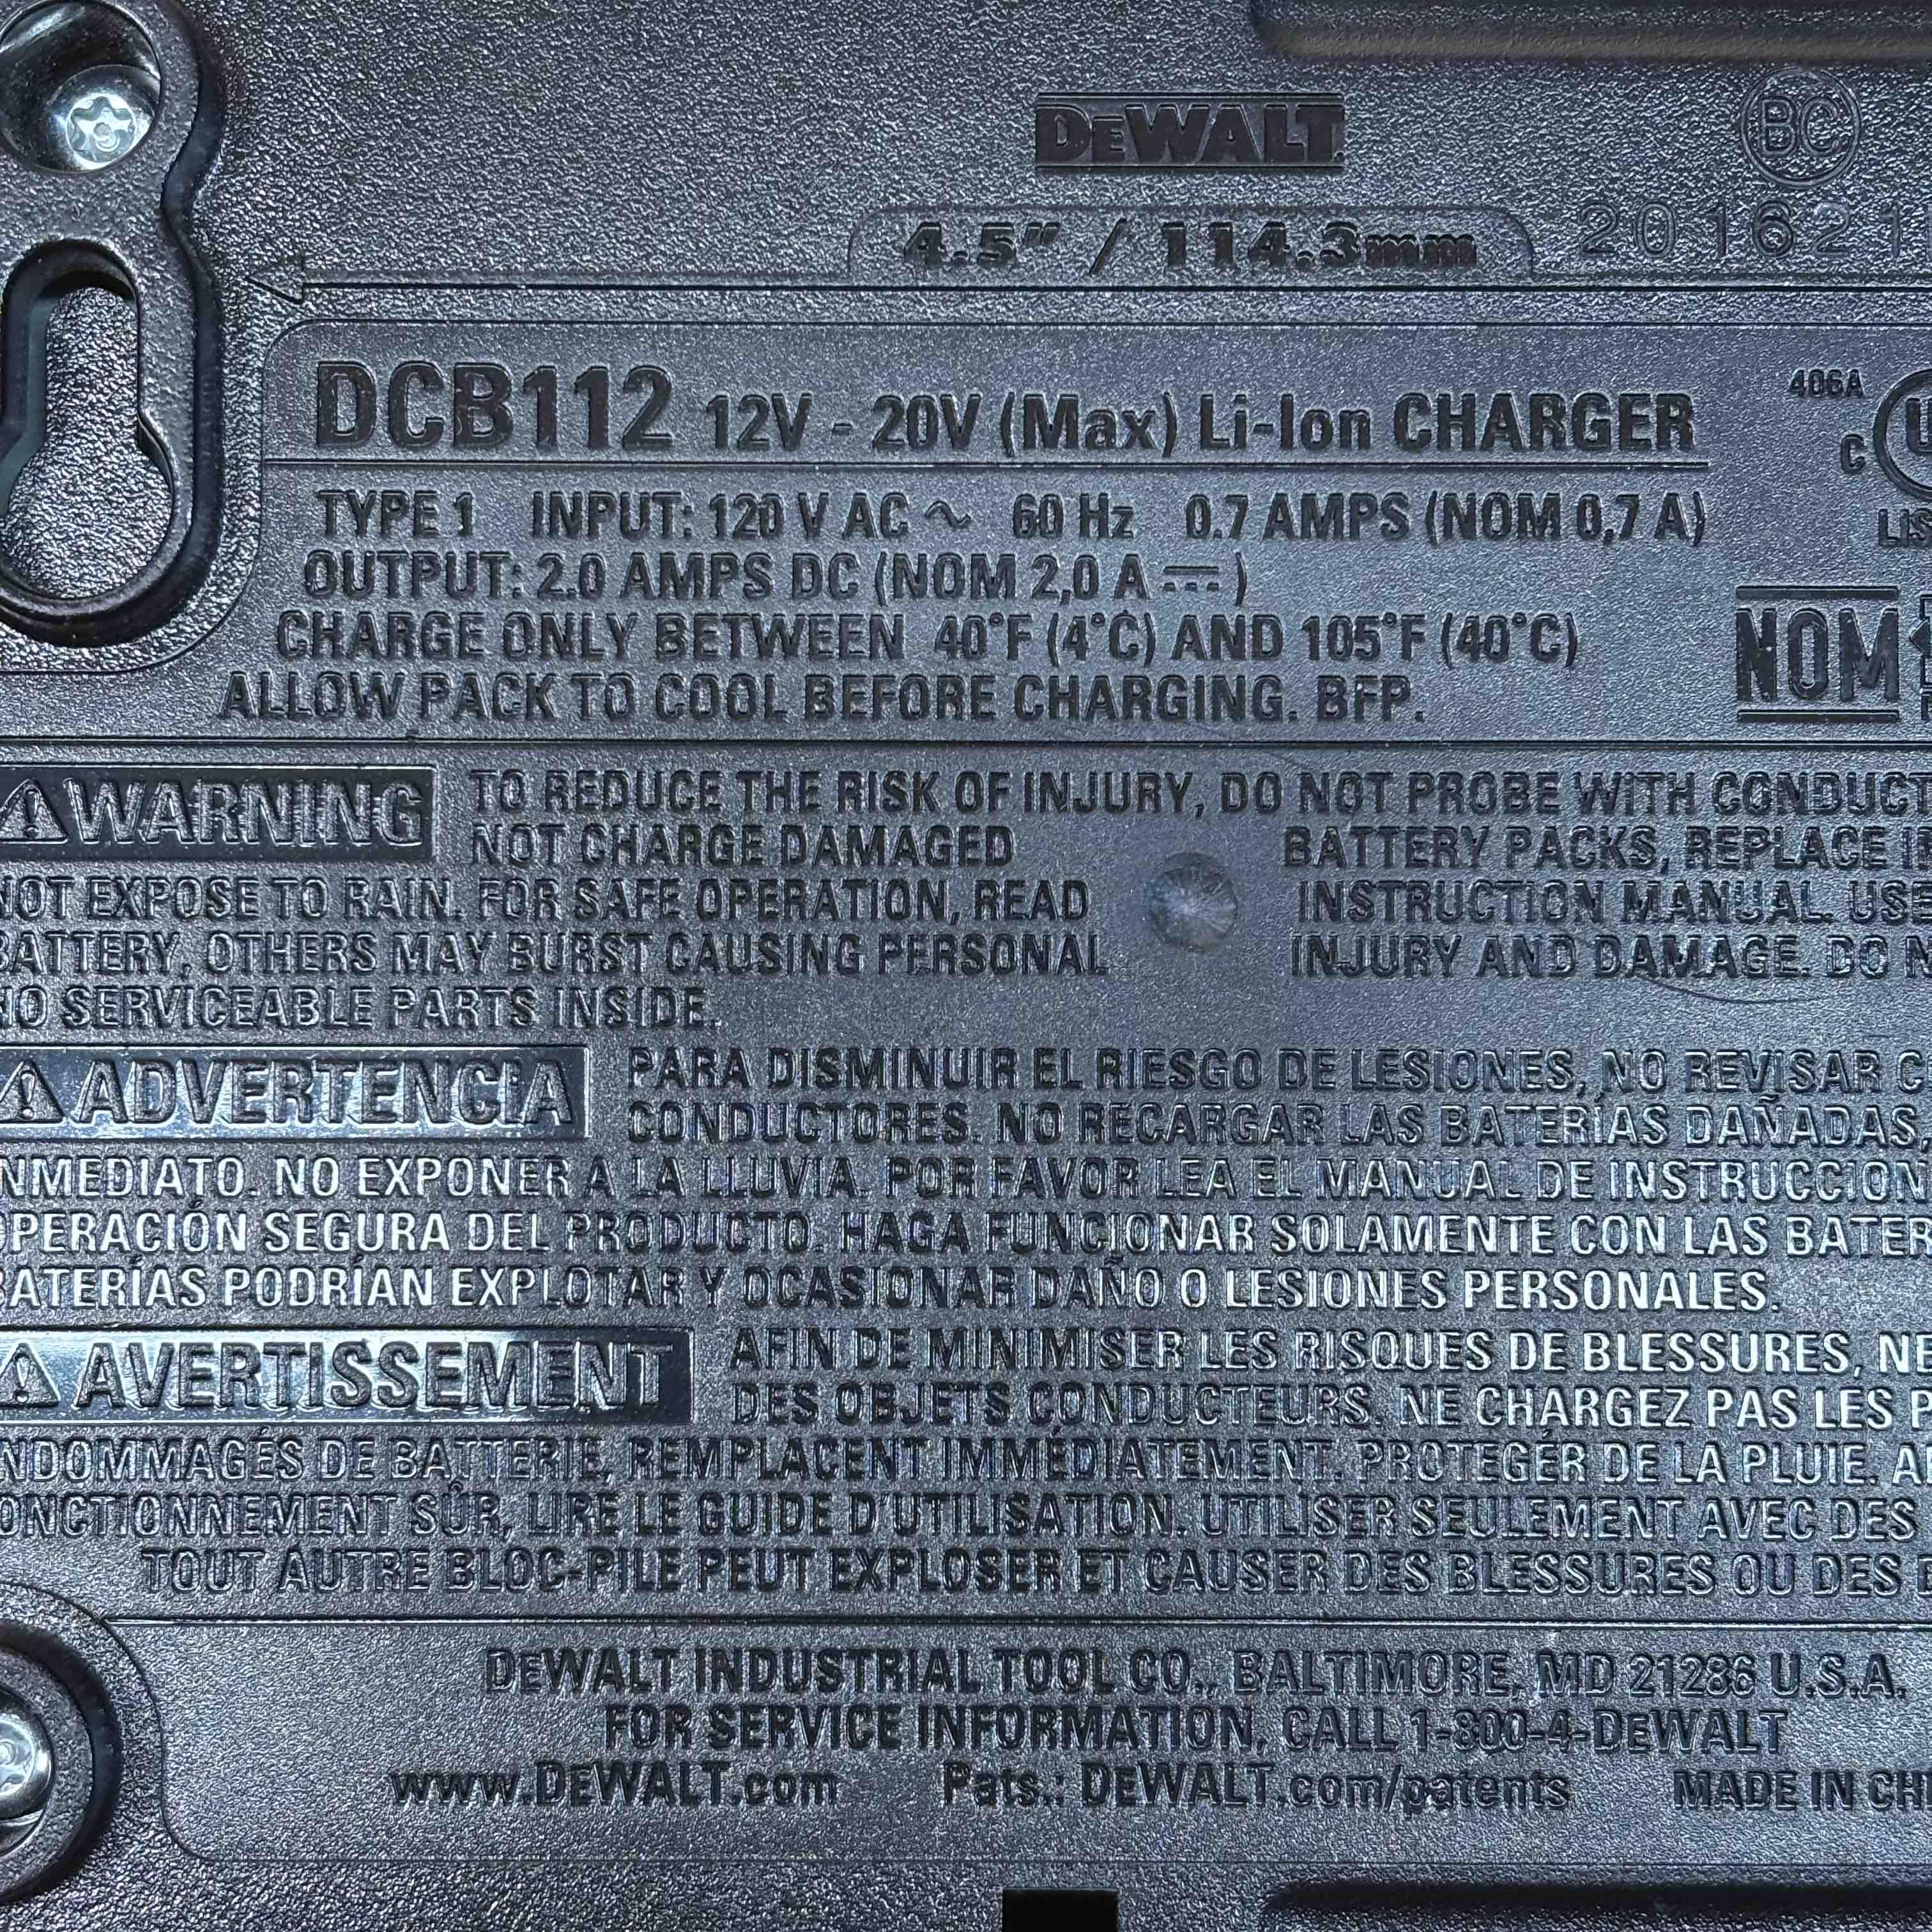 DEWALT
BC
4.5" / 114.3mm
201621
DCB112 12V - 20V (Max) Li-Ion CHARGER
406A
C
TYPE 1 INPUT: 120 V AC ~ 60 Hz 0.7 AMPS (NOM 0,7 A)
OUTPUT: 2.0 AMPS DC (NOM 2,0 A ⎓)
CHARGE ONLY BETWEEN 40°F (4°C) AND 105°F (40°C)
ALLOW PACK TO COOL BEFORE CHARGING. BFP.
NOM
⚠WARNING TO REDUCE THE RISK OF INJURY, DO NOT PROBE WITH CONDUCT
NOT CHARGE DAMAGED BATTERY PACKS, REPLACE
NOT EXPOSE TO RAIN. FOR SAFE OPERATION, READ INSTRUCTION MANUAL. USE
BATTERY, OTHERS MAY BURST CAUSING PERSONAL INJURY AND DAMAGE. DO
NO SERVICEABLE PARTS INSIDE.
⚠ADVERTENCIA PARA DISMINUIR EL RIESGO DE LESIONES, NO REVISAR
CONDUCTORES. NO RECARGAR LAS BATERÍAS DAÑADAS,
NMEDIATO. NO EXPONER A LA LLUVIA. POR FAVOR LEA EL MANUAL DE INSTRUCCION
OPERACIÓN SEGURA DEL PRODUCTO. HAGA FUNCIONAR SOLAMENTE CON LAS BATER
BATERÍAS PODRÍAN EXPLOTAR Y OCASIONAR DAÑO O LESIONES PERSONALES.
⚠AVERTISSEMENT AFIN DE MINIMISER LES RISQUES DE BLESSURES, NE
DES OBJETS CONDUCTEURS. NE CHARGEZ PAS LES P
NDOMMAGÉS DE BATTERIE, REMPLACENT IMMÉDIATEMENT. PROTEGÉR DE LA PLUIE.
ONCTIONNEMENT SÛR, LIRE LE GUIDE D'UTILISATION. UTILISER SEULEMENT AVEC DES
TOUT AUTRE BLOC-PILE PEUT EXPLOSER ET CAUSER DES BLESSURES OU DES
DEWALT INDUSTRIAL TOOL CO., BALTIMORE, MD 21286 U.S.A.
FOR SERVICE INFORMATION, CALL 1-800-4-DEWALT
www.DEWALT.com Pats.: DEWALT.com/patents MADE IN CH